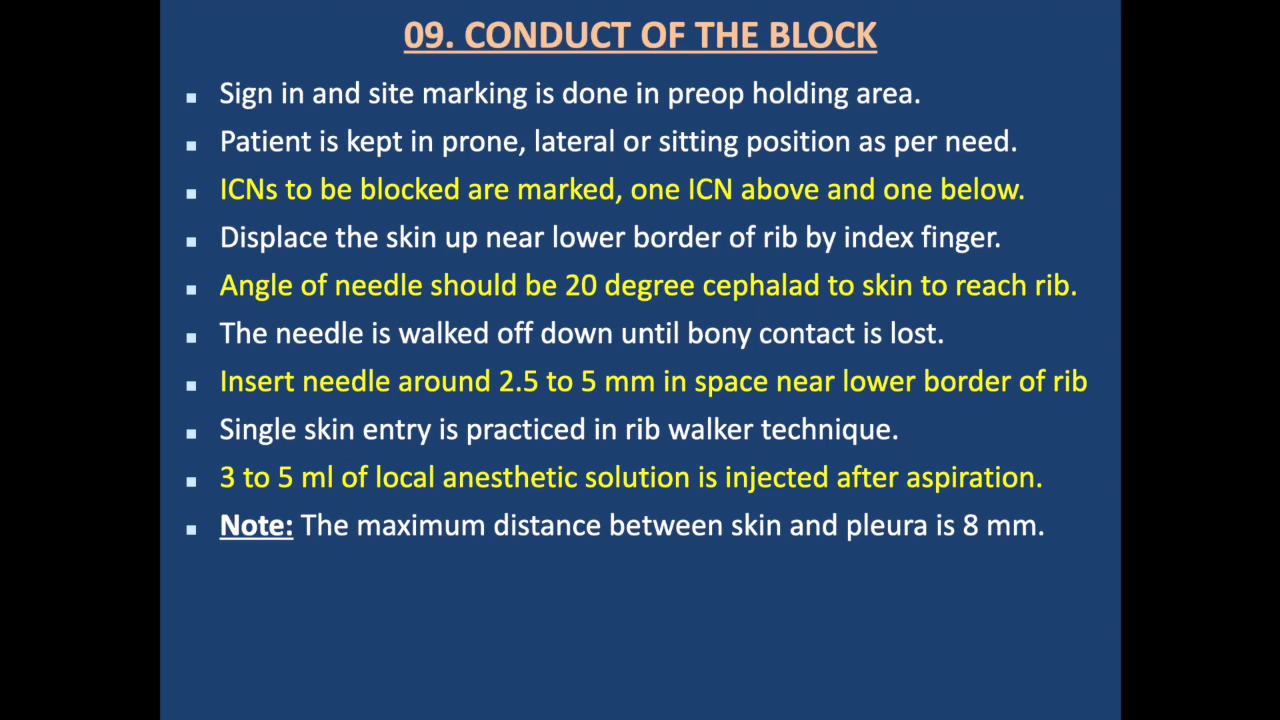 09. CONDUCT OF THE BLOCK
▪ Sign in and site marking is done in preop holding area.
▪ Patient is kept in prone, lateral or sitting position as per need.
▪ ICNs to be blocked are marked, one ICN above and one below.
▪ Displace the skin up near lower border of rib by index finger.
▪ Angle of needle should be 20 degree cephalad to skin to reach rib.
▪ The needle is walked off down until bony contact is lost.
▪ Insert needle around 2.5 to 5 mm in space near lower border of rib
▪ Single skin entry is practiced in rib walker technique.
▪ 3 to 5 ml of local anesthetic solution is injected after aspiration.
▪ Note: The maximum distance between skin and pleura is 8 mm.